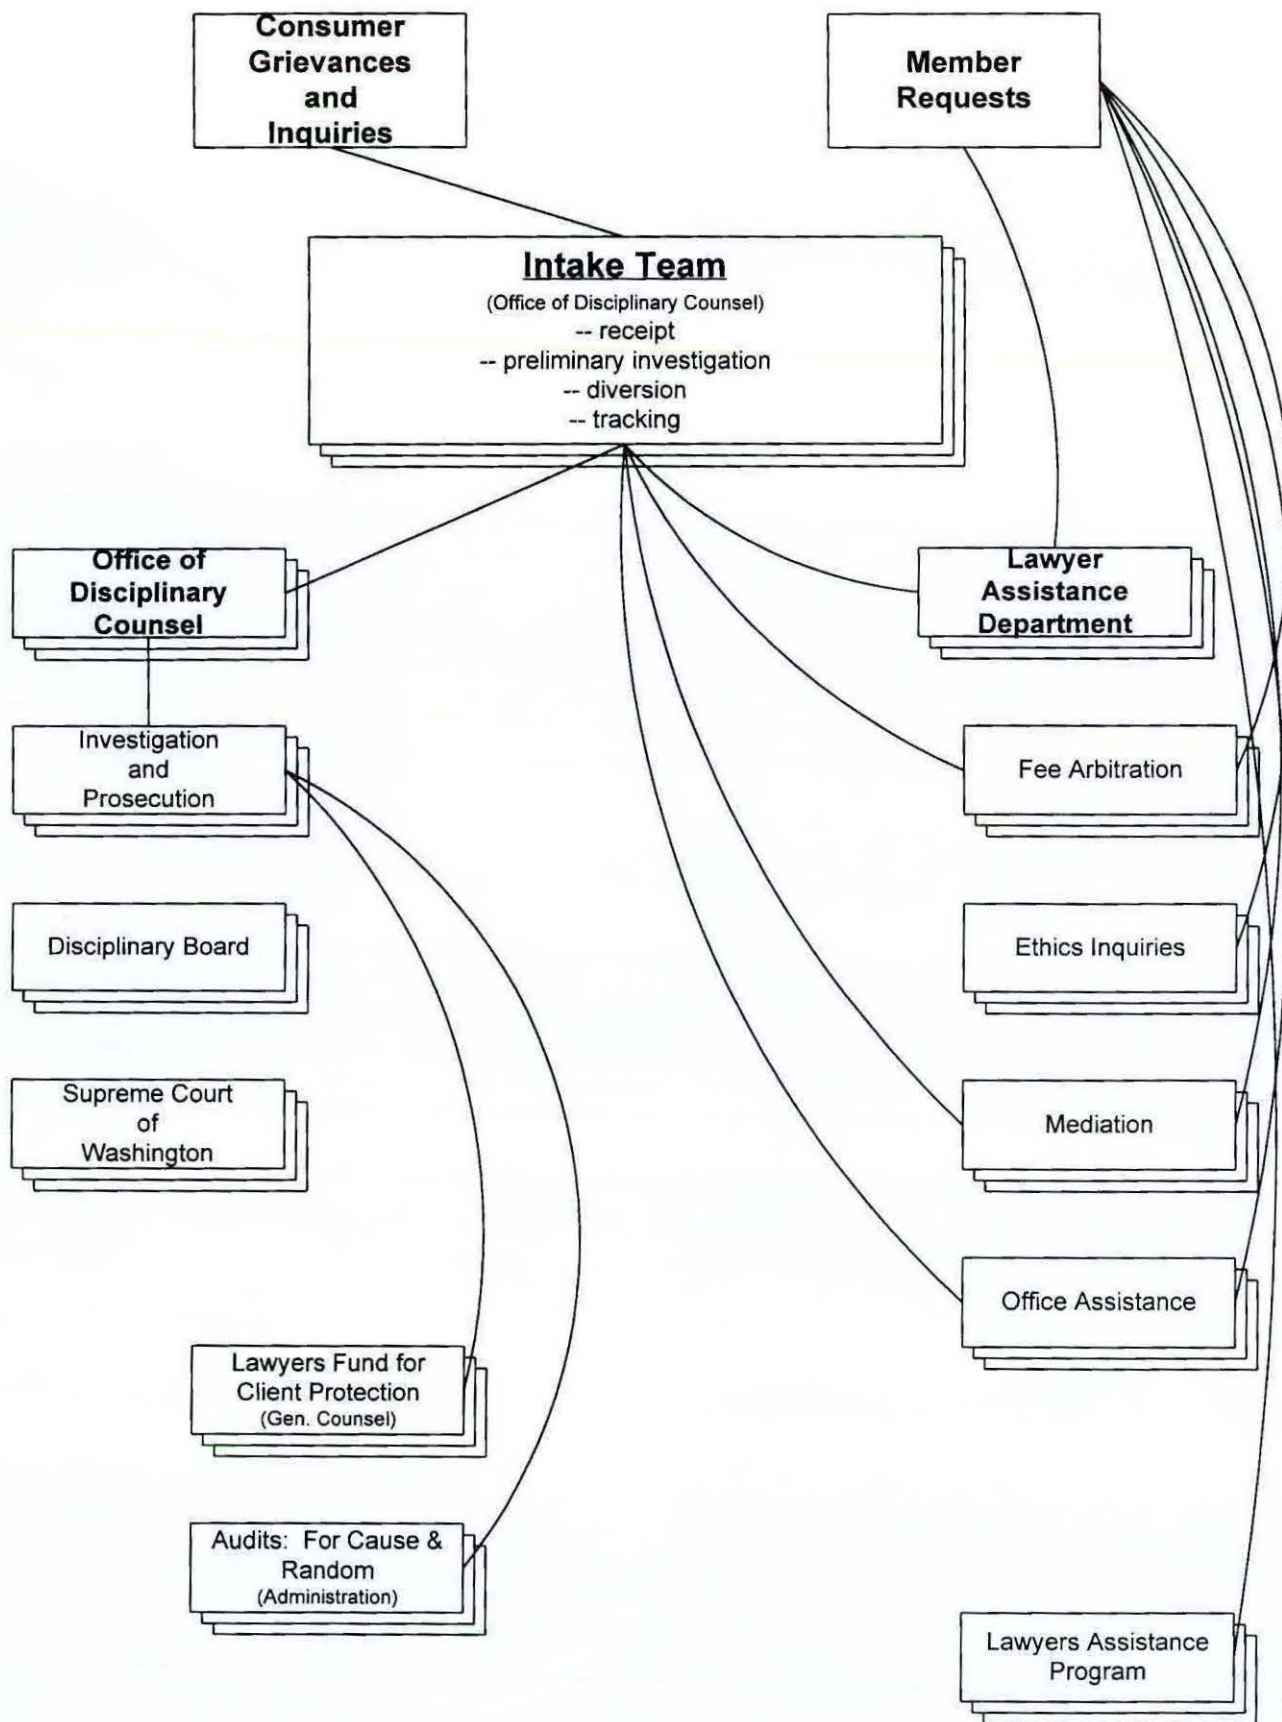 Consumer
Grievances
and
Inquiries
Member
Requests
Intake Team
(Office of Disciplinary Counsel)
-- receipt
-- preliminary investigation
-- diversion
-- tracking
Office of
Disciplinary
Counsel
Lawyer
Assistance
Department
Investigation
and
Prosecution
Fee Arbitration
Disciplinary Board
Ethics Inquiries
Supreme Court
of
Washington
Mediation
Office Assistance
Lawyers Fund for
Client Protection
(Gen. Counsel)
Audits: For Cause &
Random
(Administration)
Lawyers Assistance
Program